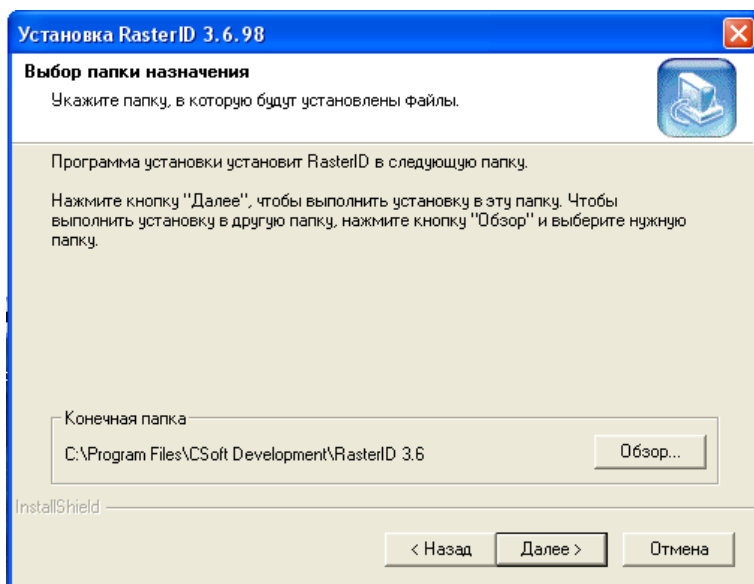 Установка RasterID 3.6.98
Выбор папки назначения
Укажите папку, в которую будут установлены файлы.
Программа установки установит RasterID в следующую папку.
Нажмите кнопку "Далее", чтобы выполнить установку в эту папку. Чтобы
выполнить установку в другую папку, нажмите кнопку "Обзор" и выберите нужную
папку.
Конечная папка
C:\Program Files\CSoft Development\RasterID 3.6
Обзор...
InstallShield
< Назад
Далее >
Отмена